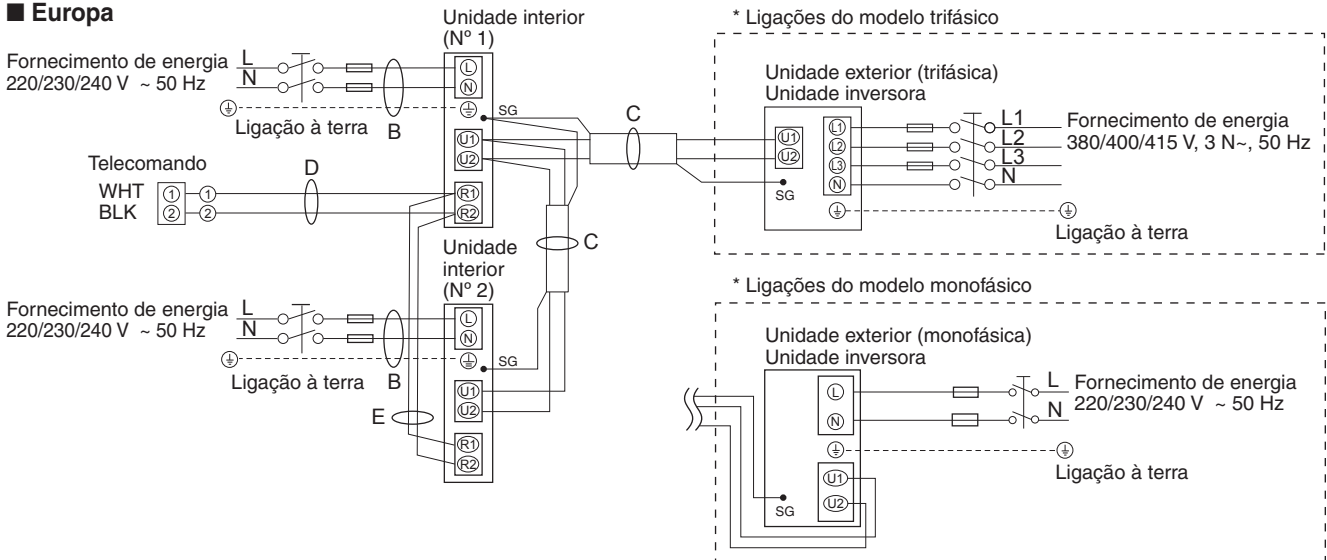 ■ Europa
Unidade interior
(Nº 1)
* Ligações do modelo trifásico
Fornecimento de energia
220/230/240 V ~ 50 Hz
L
N
Ligação à terra
B
L
N
SG
U1
U2
R1
R2
C
Telecomando
WHT
BLK
1
2
1
2
D
Unidade exterior (trifásica)
Unidade inversora
U1
U2
SG
L1
L2
L3
N
L1
L2
L3
N
Fornecimento de energia
380/400/415 V, 3 N~, 50 Hz
Ligação à terra
C
Unidade
interior
(Nº 2)
Fornecimento de energia
220/230/240 V ~ 50 Hz
L
N
Ligação à terra
B
E
L
N
SG
U1
U2
R1
R2
* Ligações do modelo monofásico
Unidade exterior (monofásica)
Unidade inversora
L
N
L
N
Fornecimento de energia
220/230/240 V ~ 50 Hz
Ligação à terra
U1
U2
SG